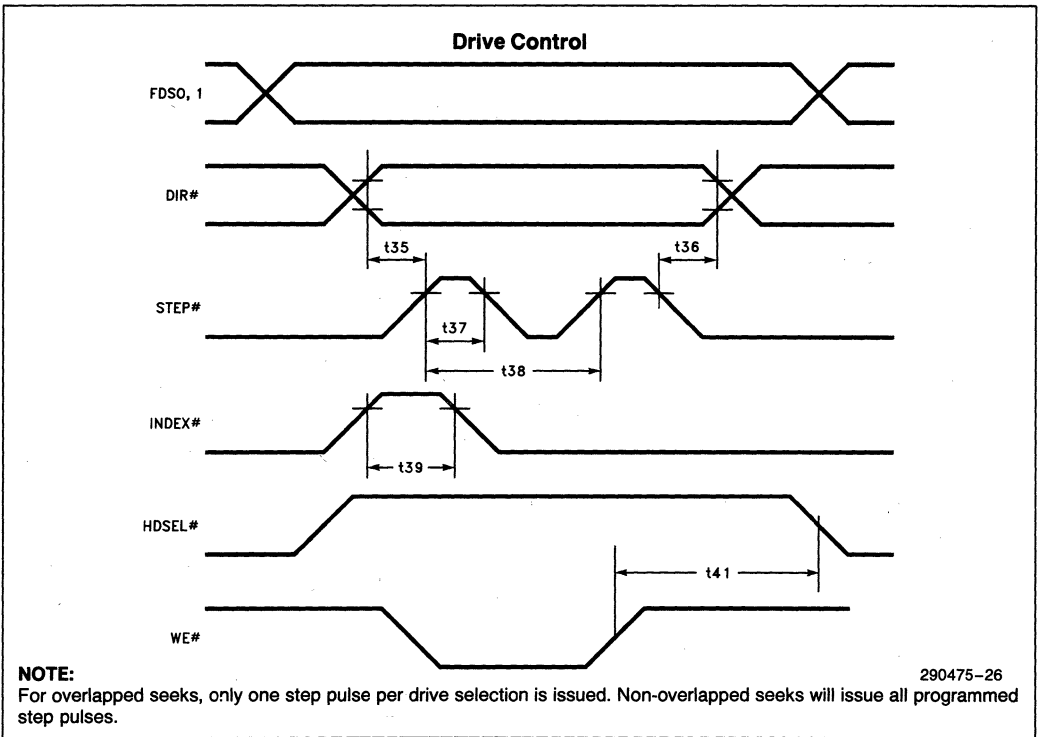 Drive Control
FDS0, 1
DIR#
t35
t36
STEP#
t37
t38
INDEX#
t39
HDSEL#
t41
WE#
NOTE:
290475-26
For overlapped seeks, only one step pulse per drive selection is issued. Non-overlapped seeks will issue all programmed
step pulses.